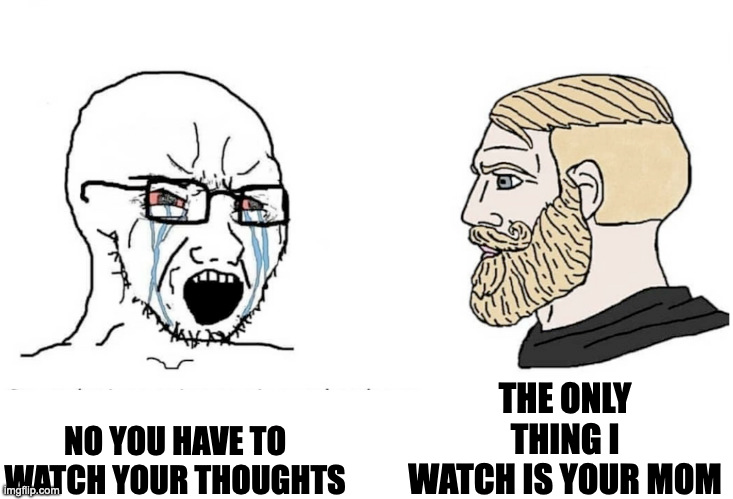 NO YOU HAVE TO
WATCH YOUR THOUGHTS
imgflip.com
THE ONLY
THING I
WATCH IS YOUR MOM